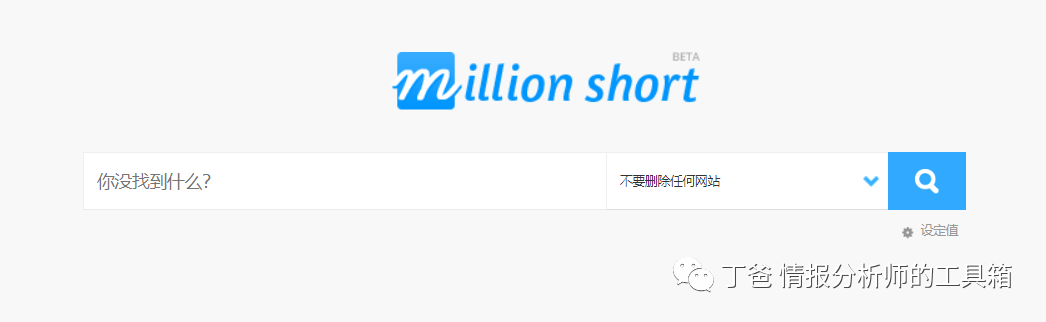 BETA
million short
你没找到什么?
不要删除任何网站
设定值
丁爸 情报分析师的工具箱